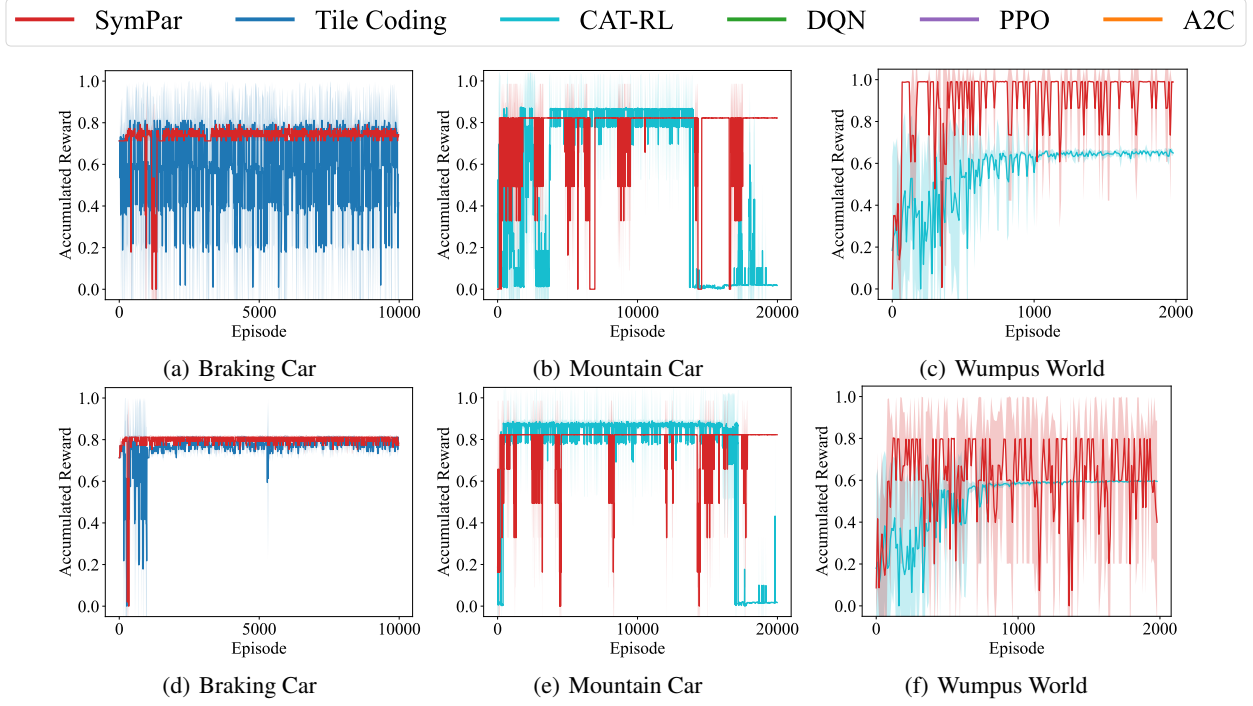 SymPar Tile Coding CAT-RL DQN PPO A2C
Accumulated Reward
1.0
0.8
0.6
0.4
0.2
0.0
0 5000 10000
Episode
(a) Braking Car
Accumulated Reward
1.0
0.8
0.6
0.4
0.2
0.0
0 10000 20000
Episode
(b) Mountain Car
Accumulated Reward
1.0
0.8
0.6
0.4
0.2
0.0
0 1000 2000
Episode
(c) Wumpus World
Accumulated Reward
1.0
0.8
0.6
0.4
0.2
0.0
0 5000 10000
Episode
(d) Braking Car
Accumulated Reward
1.0
0.8
0.6
0.4
0.2
0.0
0 10000 20000
Episode
(e) Mountain Car
Accumulated Reward
1.0
0.8
0.6
0.4
0.2
0.0
0 1000 2000
Episode
(f) Wumpus World